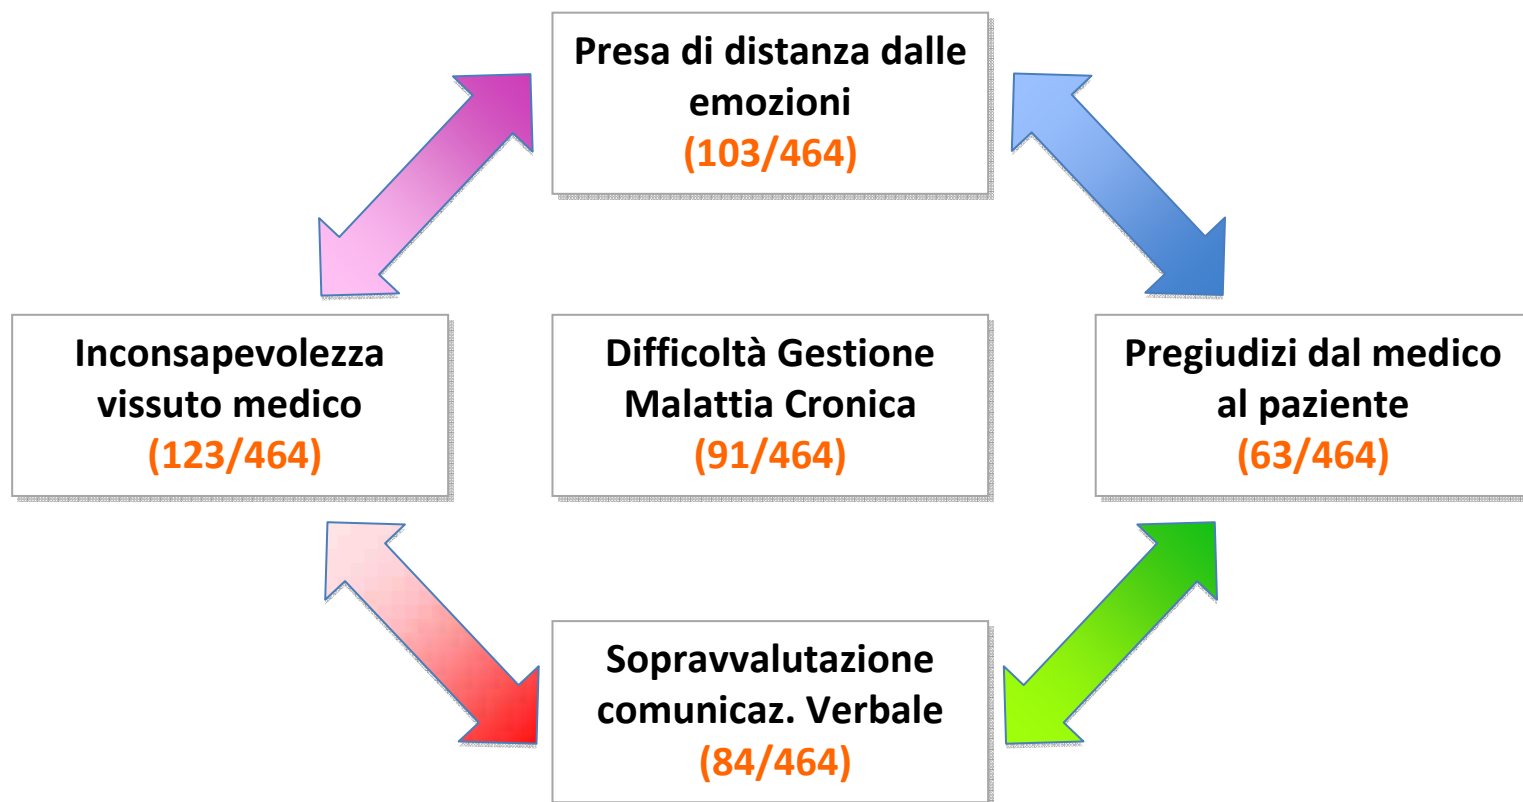 Presa di distanza dalle
emozioni
(103/464)
Inconsapevolezza
vissuto medico
(123/464)
Difficoltà Gestione
Malattia Cronica
(91/464)
Pregiudizi dal medico
al paziente
(63/464)
Sopravvalutazione
comunicaz. Verbale
(84/464)